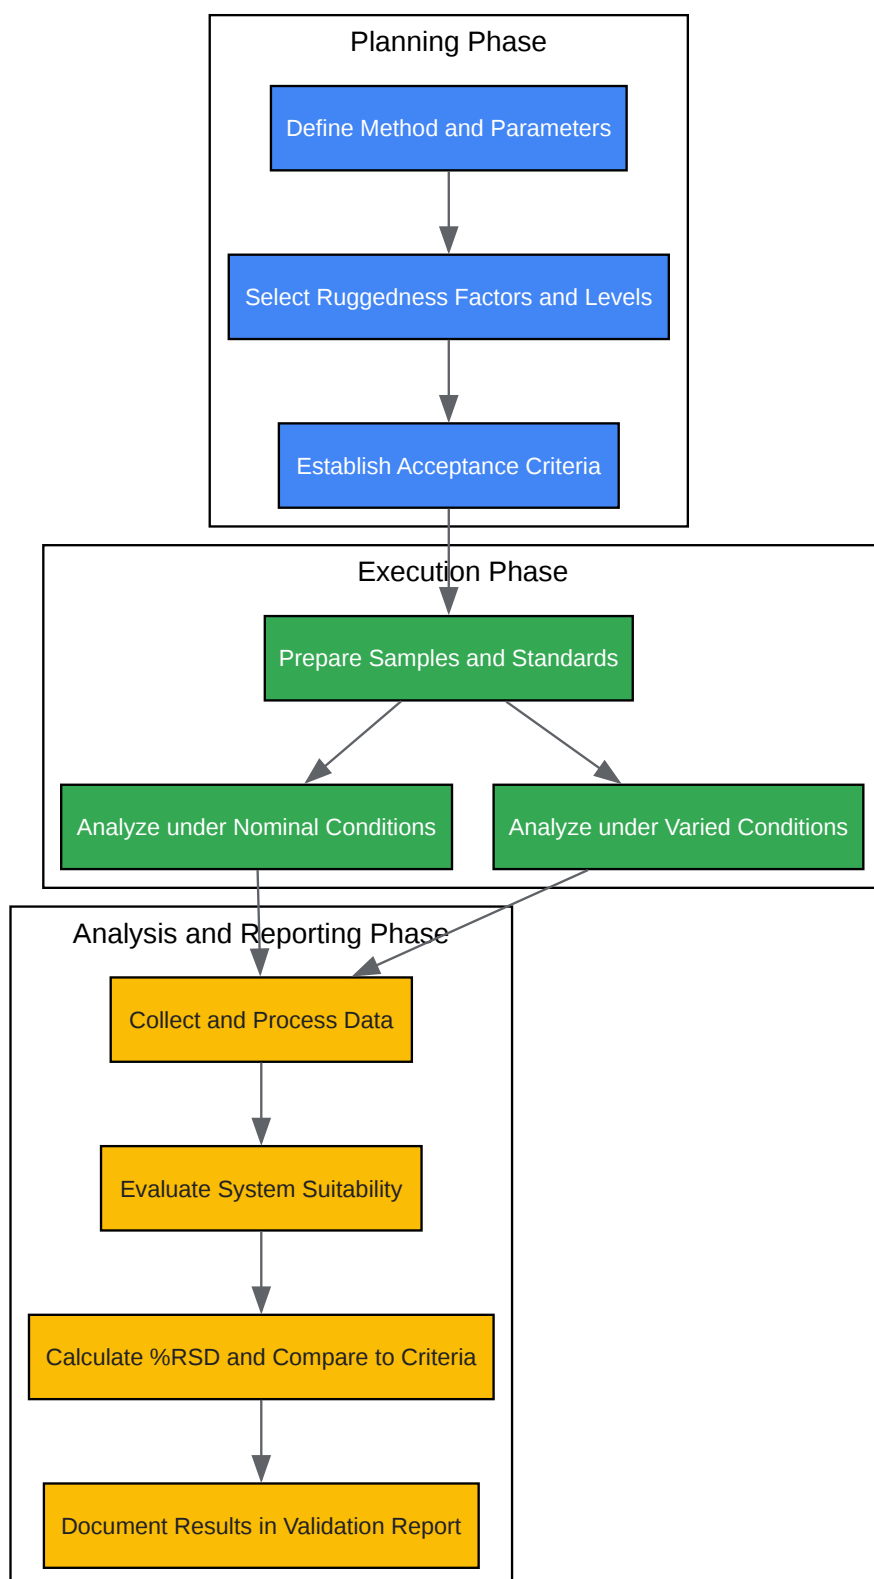 Planning Phase
Define Method and Parameters
Select Ruggedness Factors and Levels
Establish Acceptance Criteria
Execution Phase
Prepare Samples and Standards
Analyze under Nominal Conditions
Analyze under Varied Conditions
Analysis and Reporting Phase
Collect and Process Data
Evaluate System Suitability
Calculate %RSD and Compare to Criteria
Document Results in Validation Report